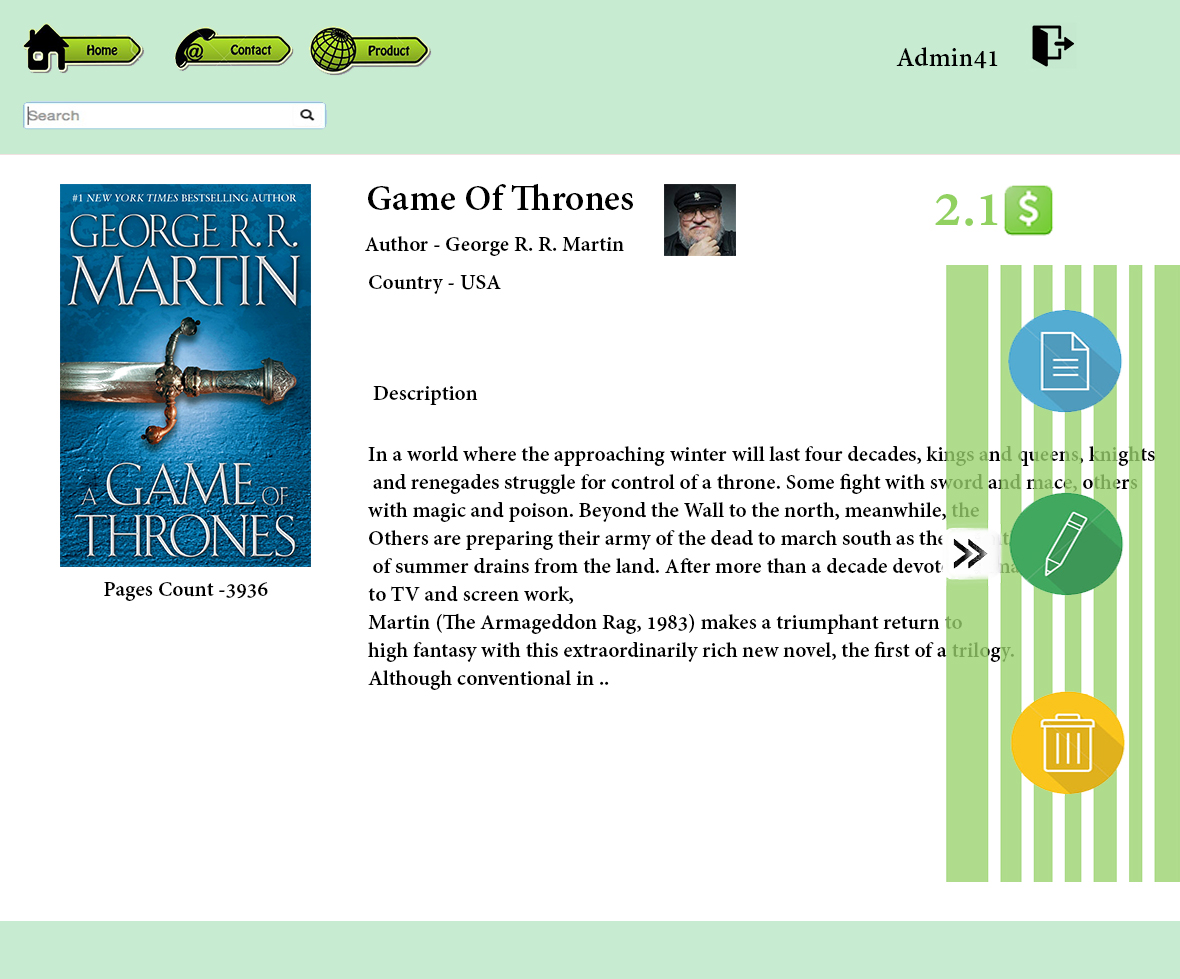 Home
Contact
Product
Admin41
Search
#1 NEW YORK TIMES BESTSELLING AUTHOR
GEORGE R. R.
MARTIN
A GAME OF
THRONES
Pages Count -3936
Game Of Thrones
2.1$
Author - George R. R. Martin
Country - USA
Description
In a world where the approaching winter will last four decades, kings and queens, knights
and renegades struggle for control of a throne. Some fight with sword and mace, others
with magic and poison. Beyond the Wall to the north, meanwhile, the
Others are preparing their army of the dead to march south as the
of summer drains from the land. After more than a decade
to TV and screen work,
Martin (The Armageddon Rag, 1983) makes a triumphant return to
high fantasy with this extraordinarily rich new novel, the first of a trilogy.
Although conventional in ..